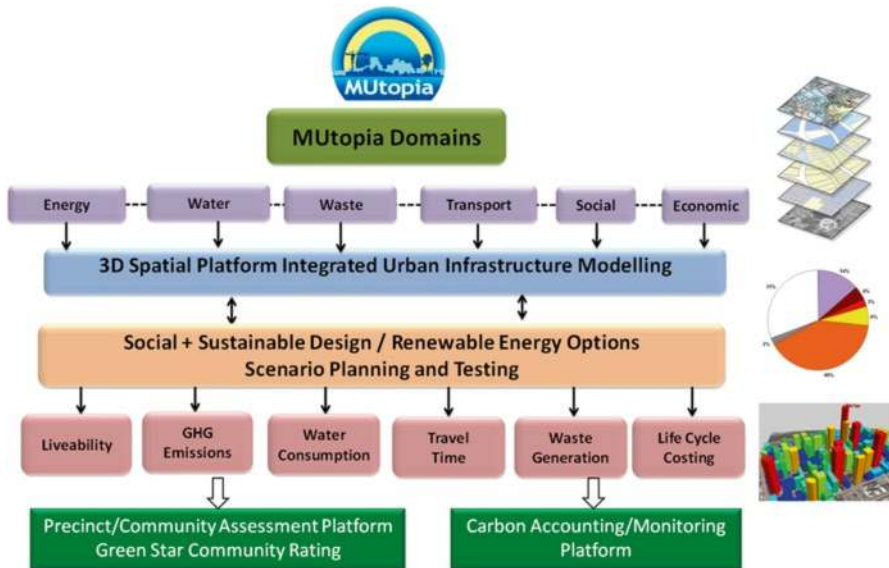 MUtopia
MUtopia Domains
Energy
Water
Waste
Transport
Social
Economic
3D Spatial Platform Integrated Urban Infrastructure Modelling
Social + Sustainable Design / Renewable Energy Options
Scenario Planning and Testing
Liveability
GHG
Emissions
Water
Consumption
Travel
Time
Waste
Generation
Life Cycle
Costing
Precinct/Community Assessment Platform
Green Star Community Rating
Carbon Accounting/Monitoring
Platform